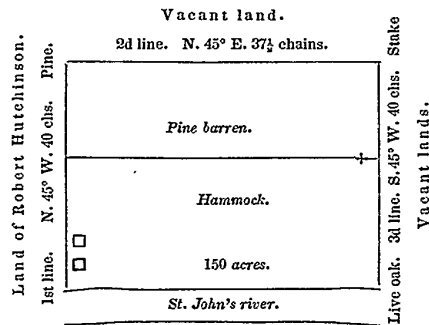 Vacant land.
2d line. N. 45° E. 37½ chains.
Land of Robert Hutchinson.
1st line. N. 45° W. 40 chs. Pine.
Pine barren.
Hammock.
150 acres.
St. John's river.
Live oak. 3d line. S. 45° W. 40 chs. Stake
Vacant lands.